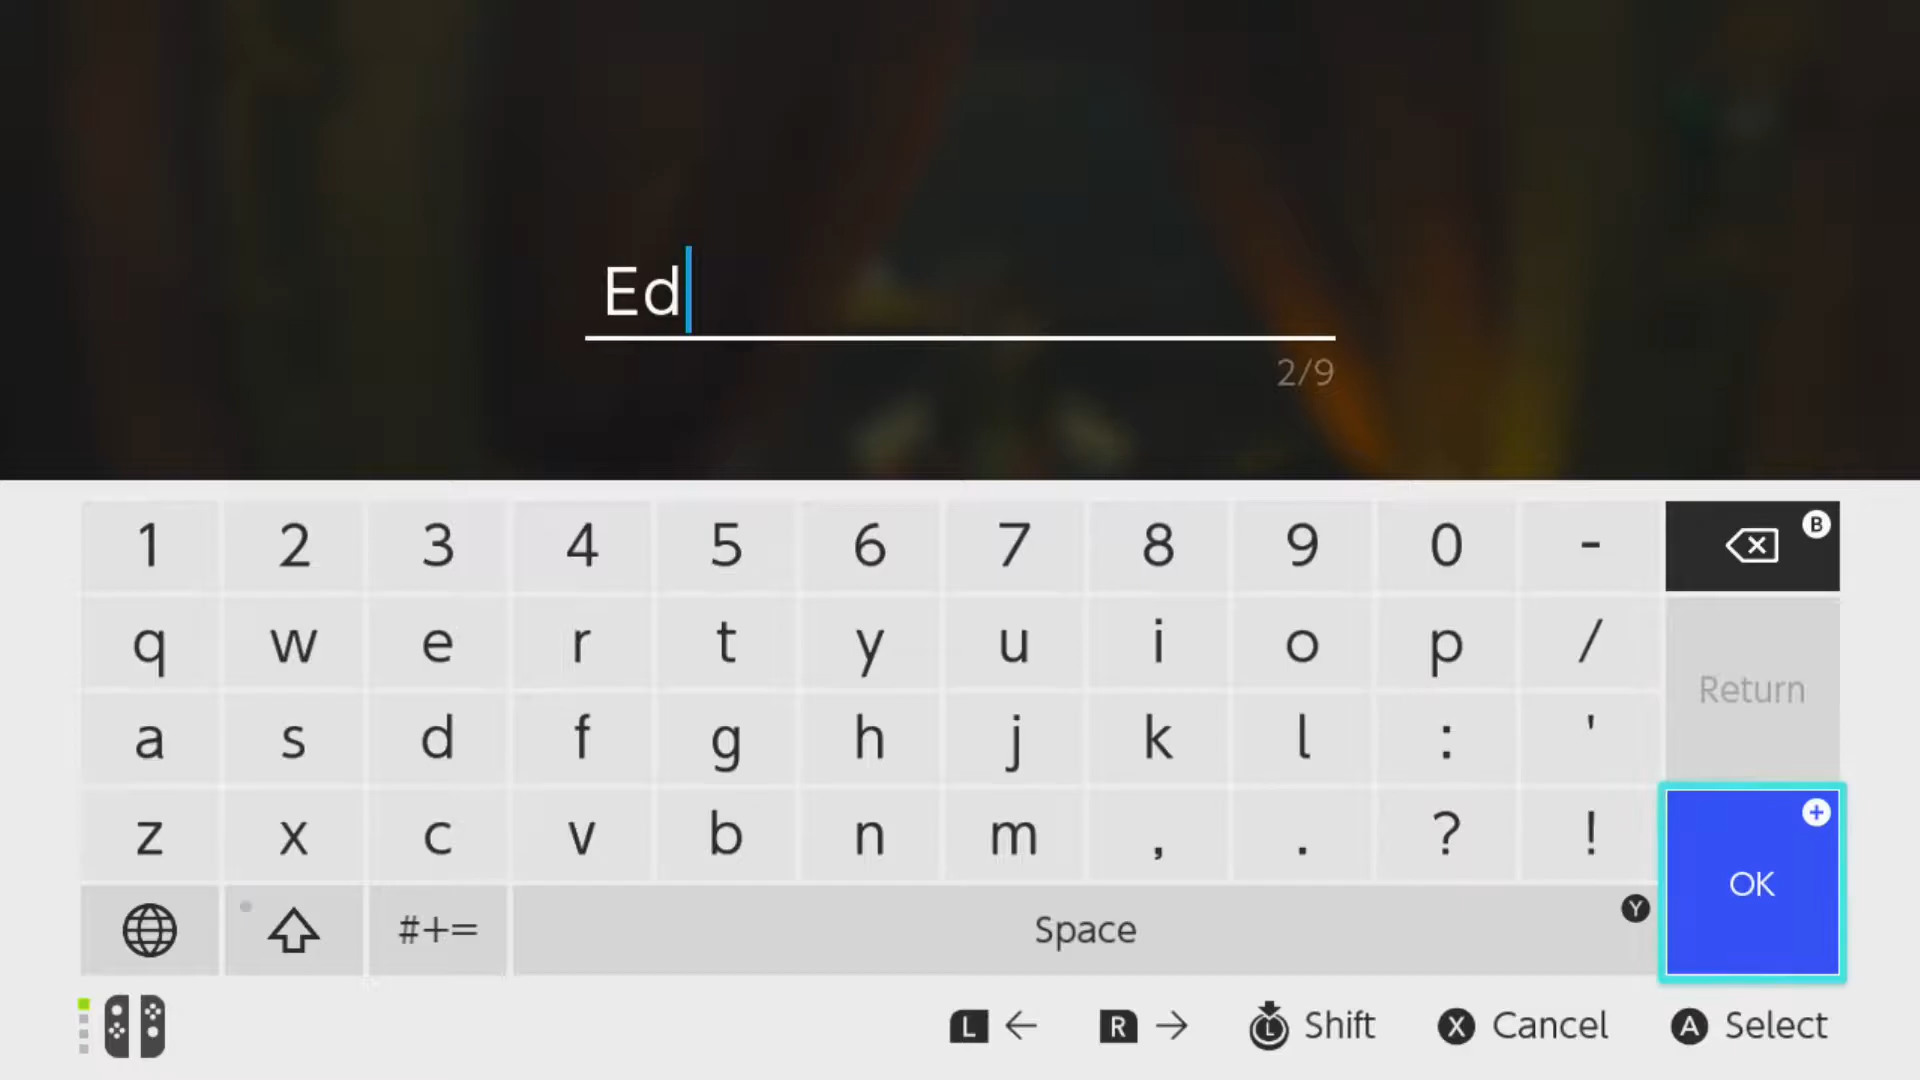 Ed
2/9
1 2 3 4 5 6 7 8 9 0 - B
q w e r t y u i o p / Return
a s d f g h j k l : '
z x c v b n m , . ? ! + OK
#+= Space Y
L ← R → L Shift X Cancel A Select